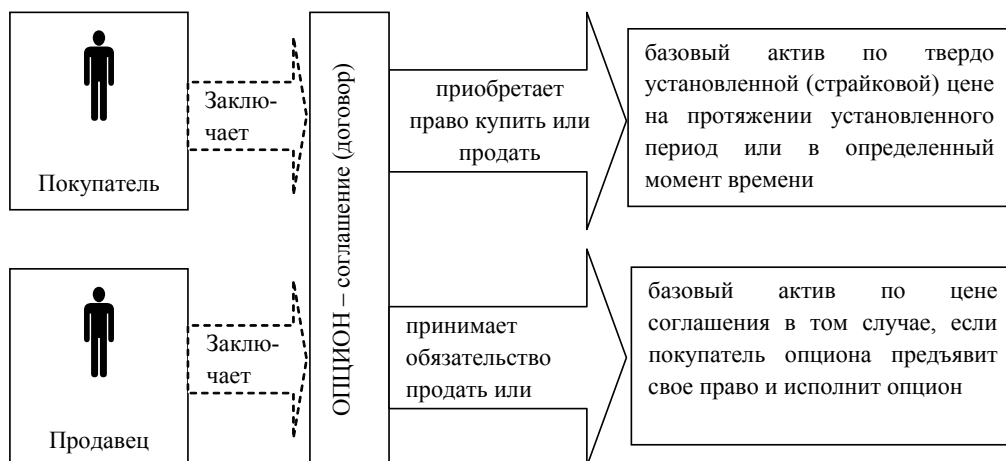 Покупатель
Заклю-
чает
ОПЦИОН – соглашение (договор)
приобретает
право купить или
продать
базовый актив по твердо
установленной (страйковой) цене
на протяжении установленного
период или в определенный
момент времени
Продавец
Заклю-
чает
принимает
обязательство
продать или
базовый актив по цене
соглашения в том случае, если
покупатель опциона предъявит
свое право и исполнит опцион